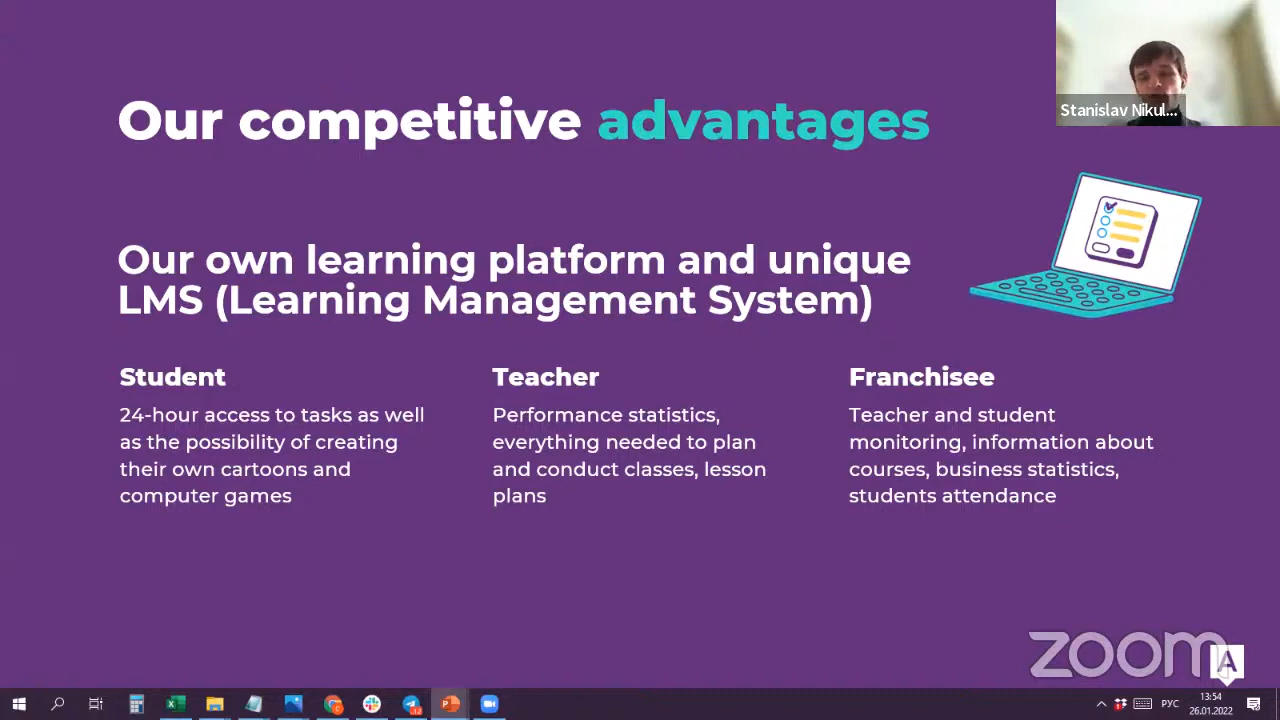 Stanislav Nikul...
Our competitive advantages
Our own learning platform and unique
LMS (Learning Management System)
Student
24-hour access to tasks as well
as the possibility of creating
their own cartoons and
computer games
Teacher
Performance statistics,
everything needed to plan
and conduct classes, lesson
plans
Franchisee
Teacher and student
monitoring, information about
courses, business statistics,
students attendance
zoom
A
РУС
13:54
26.01.2022